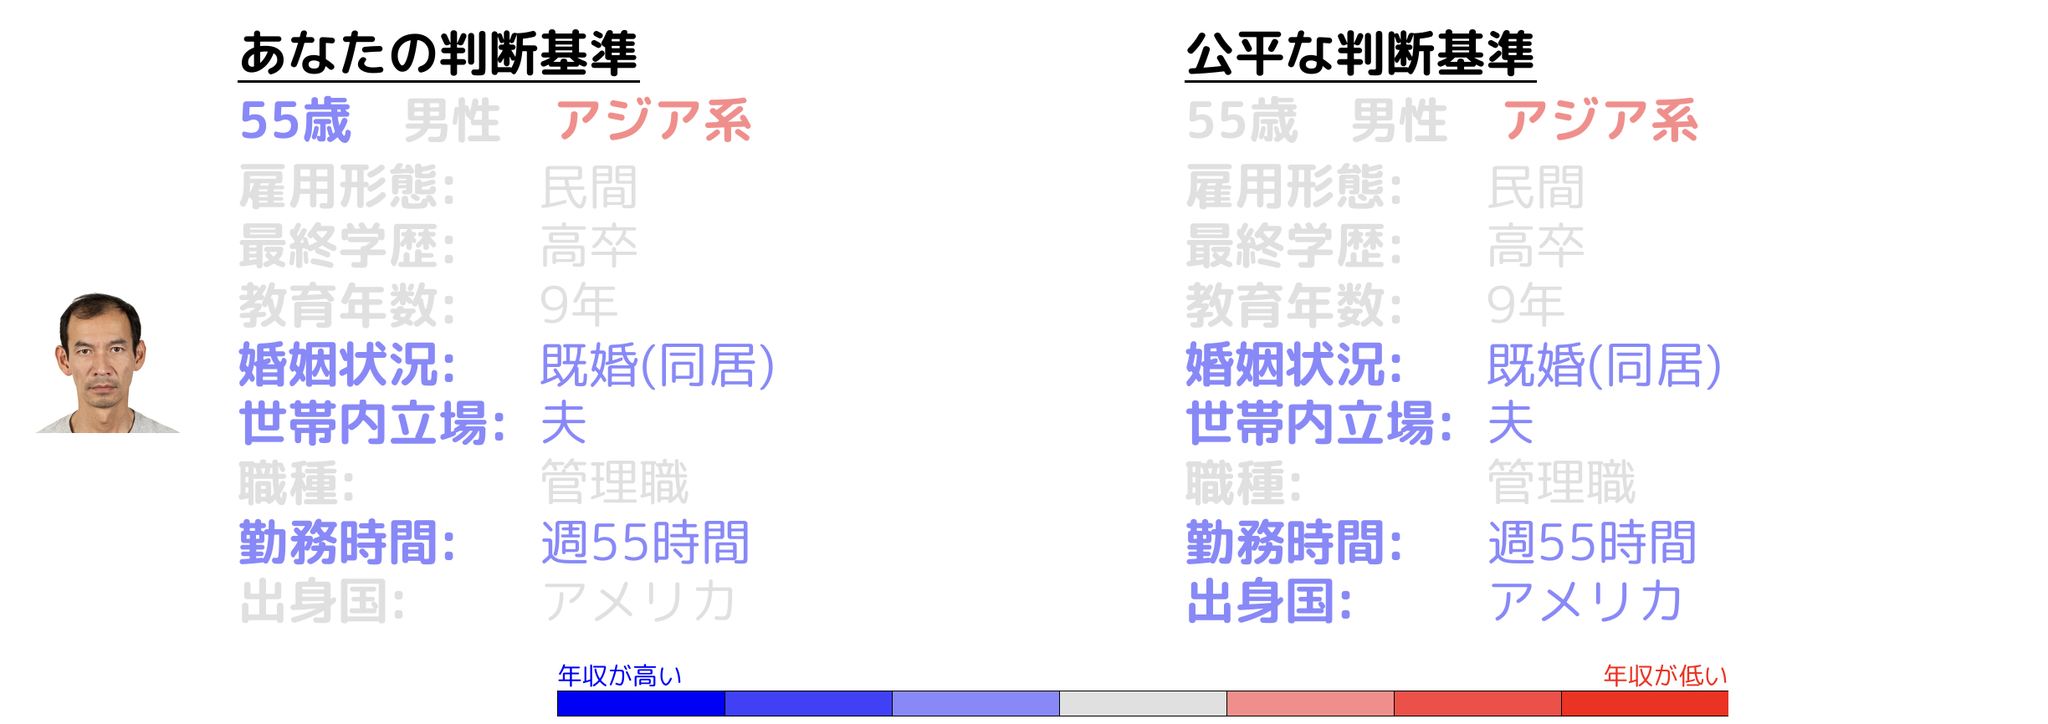 あなたの判断基準
55歳 男性 アジア系
雇用形態: 民間
最終学歴: 高卒
教育年数: 9年
婚姻状況: 既婚(同居)
世帯内立場: 夫
職種: 管理職
勤務時間: 週55時間
出身国: アメリカ
公平な判断基準
55歳 男性 アジア系
雇用形態: 民間
最終学歴: 高卒
教育年数: 9年
婚姻状況: 既婚(同居)
世帯内立場: 夫
職種: 管理職
勤務時間: 週55時間
出身国: アメリカ
年収が高い
年収が低い